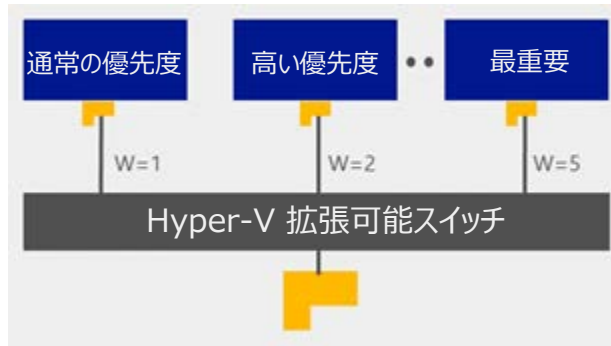 通常の優先度
高い優先度
最重要
W=1
W=2
W=5
Hyper-V 拡張可能スイッチ